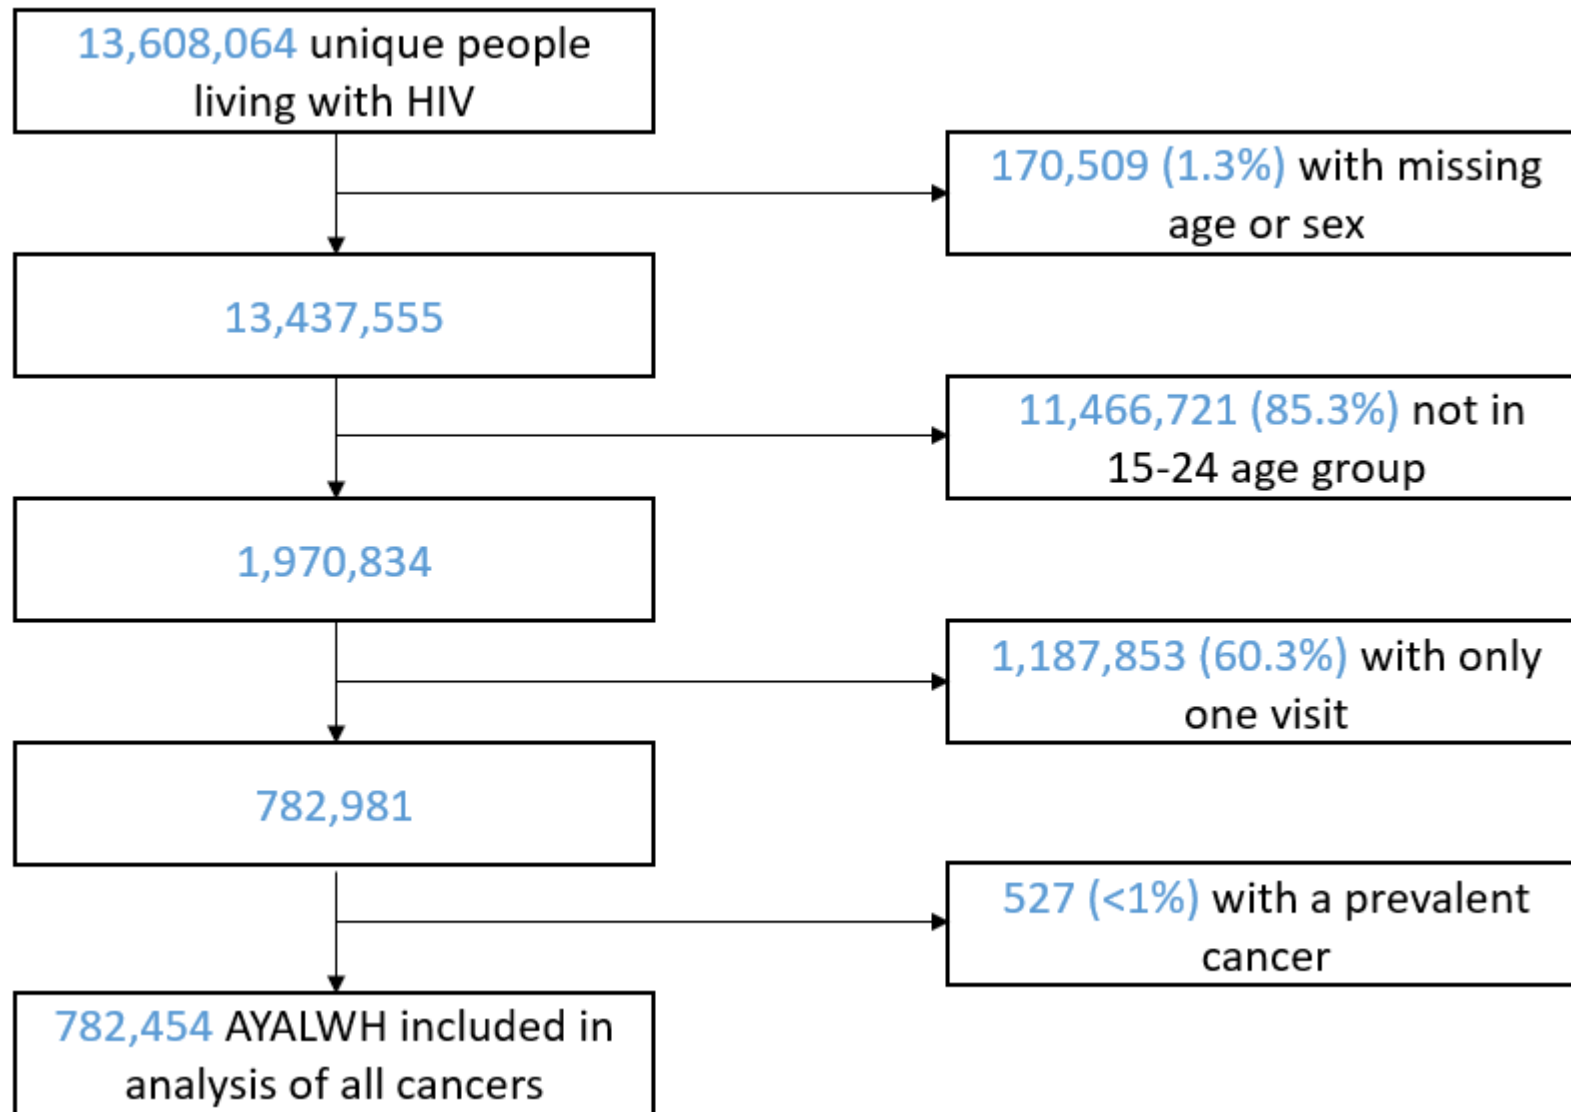 13,608,064 unique people
living with HIV
170,509 (1.3%) with missing
age or sex
13,437,555
11,466,721 (85.3%) not in
15-24 age group
1,970,834
1,187,853 (60.3%) with only
one visit
782,981
527 (<1%) with a prevalent
cancer
782,454 AYALWH included in
analysis of all cancers